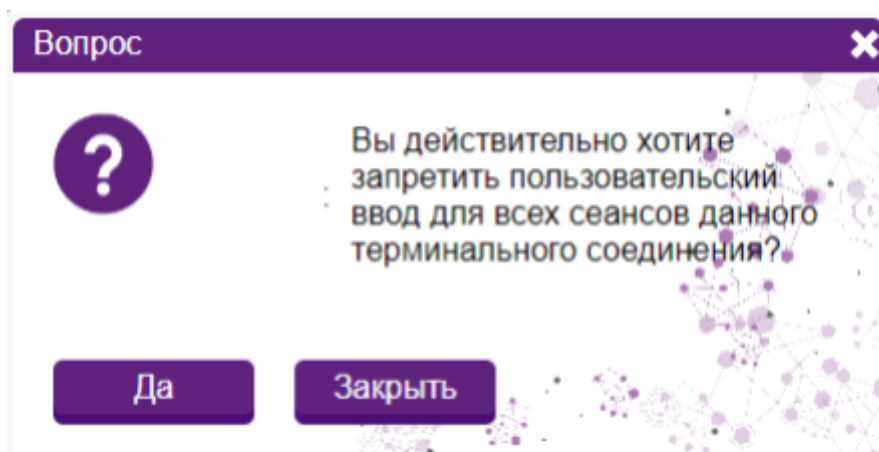 Вопрос
Вы действительно хотите
: запретить пользовательский
ввод для всех сеансов данного
терминального соединения?
Да
Закрыть